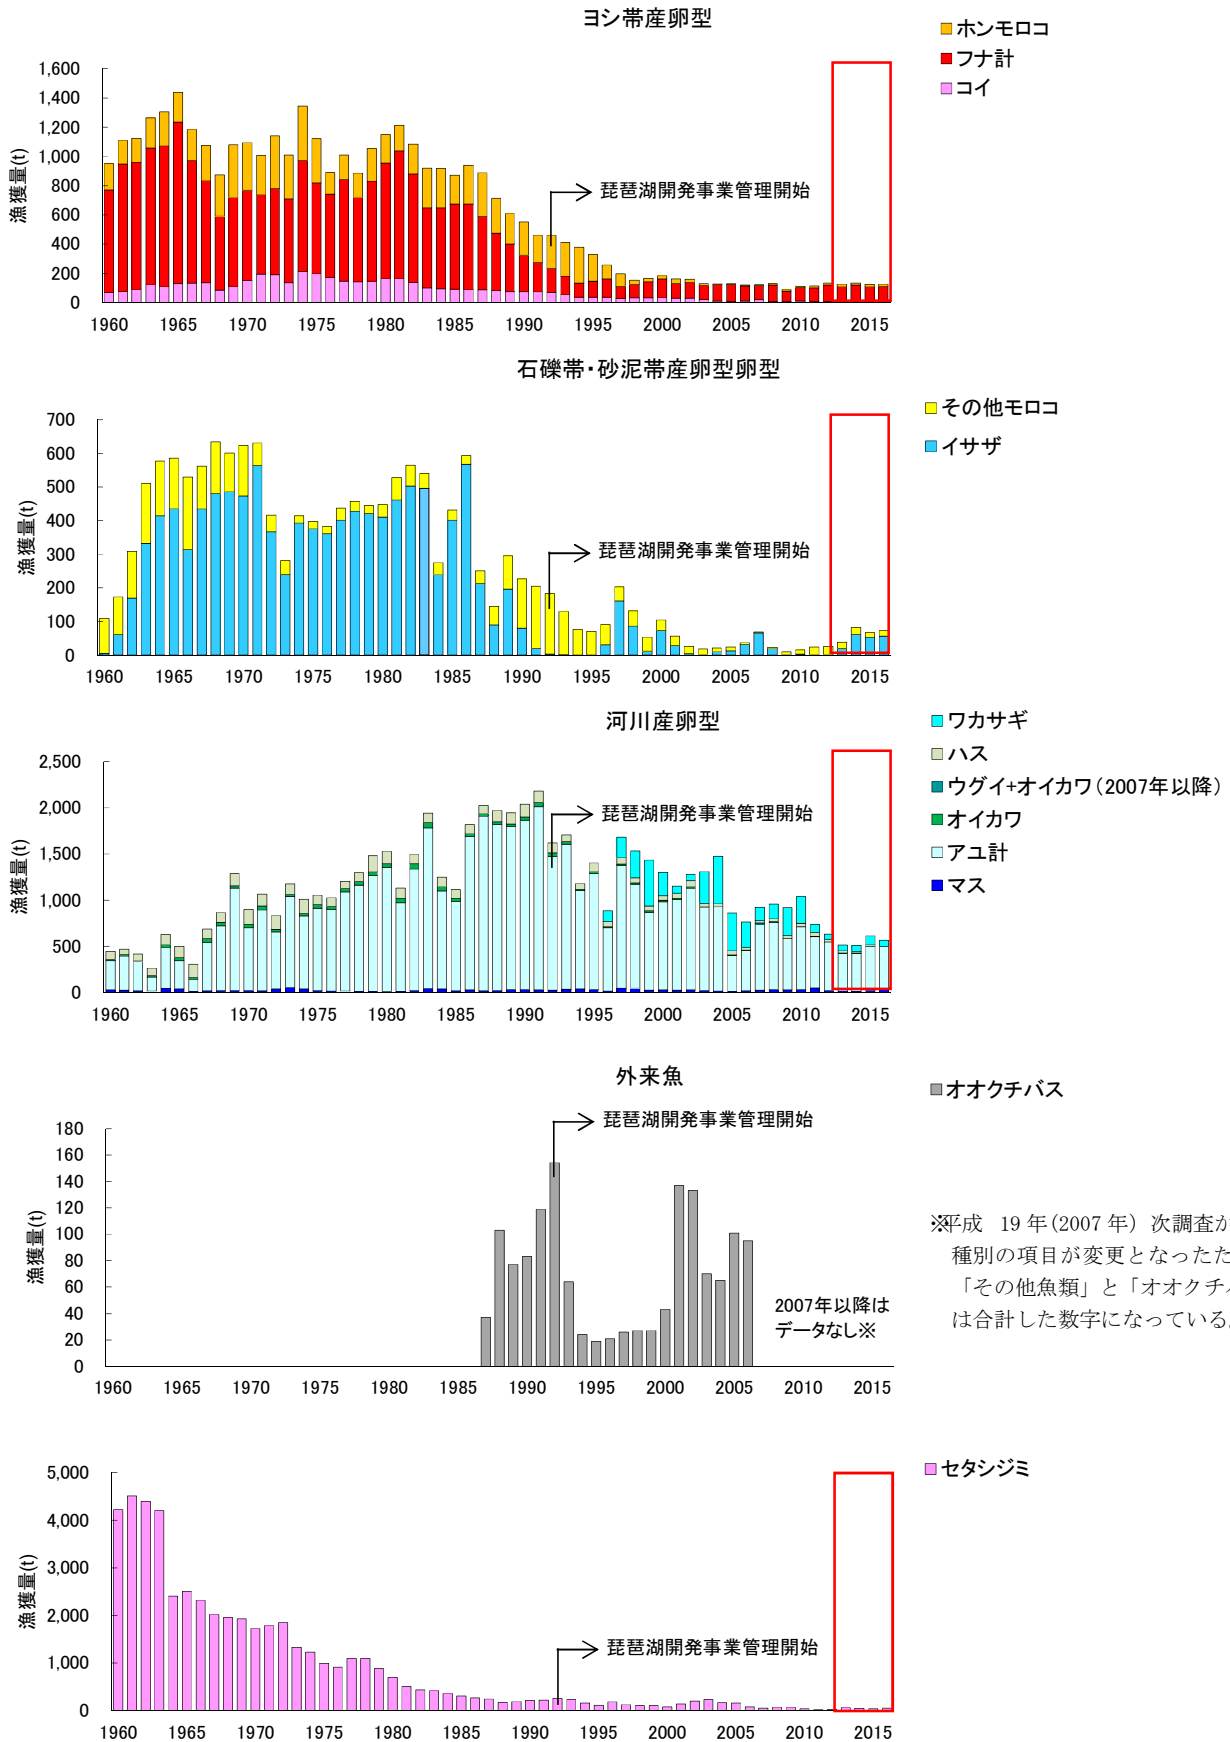 ヨシ帯産卵型
ホンモロコ
フナ計
コイ
漁獲量(t)
1,600
1,400
1,200
1,000
800
600
400
200
0
琵琶湖開発事業管理開始
1960 1965 1970 1975 1980 1985 1990 1995 2000 2005 2010 2015
石礫帯・砂泥帯産卵型卵型
その他モロコ
イサザ
漁獲量(t)
700
600
500
400
300
200
100
0
琵琶湖開発事業管理開始
1960 1965 1970 1975 1980 1985 1990 1995 2000 2005 2010 2015
河川産卵型
ワカサギ
ハス
ウグイ+オイカワ(2007年以降)
オイカワ
アユ計
マス
漁獲量(t)
2,500
2,000
1,500
1,000
500
0
琵琶湖開発事業管理開始
1960 1965 1970 1975 1980 1985 1990 1995 2000 2005 2010 2015
外来魚
オオクチバス
漁獲量(t)
180
160
140
120
100
80
60
40
20
0
琵琶湖開発事業管理開始
2007年以降は
データなし※
1960 1965 1970 1975 1980 1985 1990 1995 2000 2005 2010 2015
※平成 19 年(2007 年) 次調査か
種別の項目が変更となったた
「その他魚類」と「オオクチ
は合計した数字になっている
セタシジミ
漁獲量(t)
5,000
4,000
3,000
2,000
1,000
0
琵琶湖開発事業管理開始
1960 1965 1970 1975 1980 1985 1990 1995 2000 2005 2010 2015